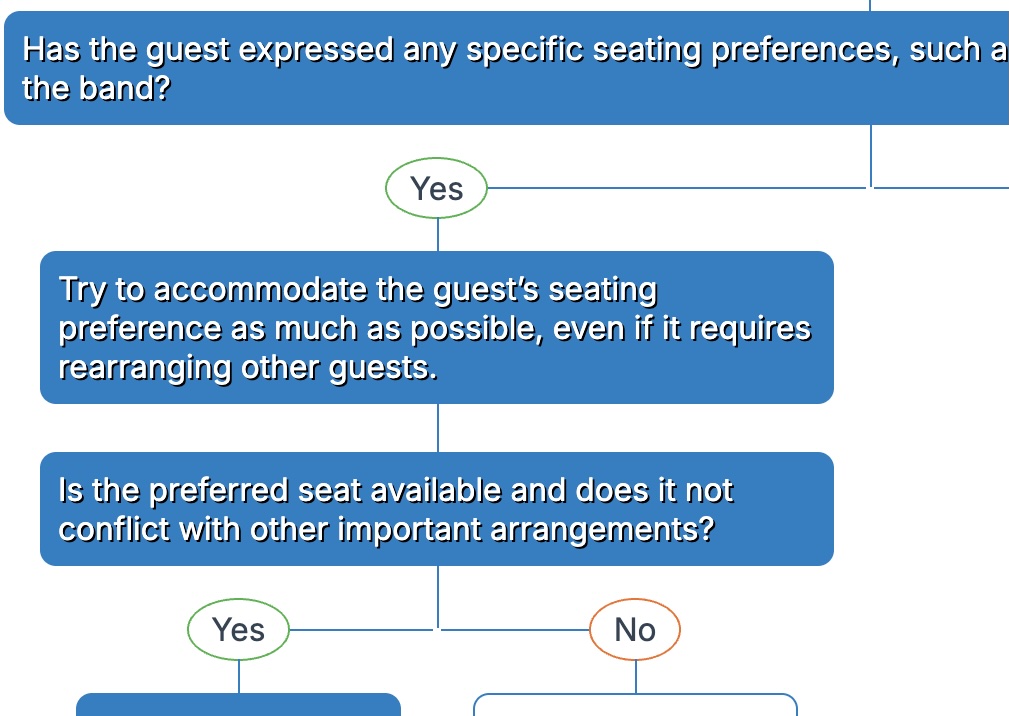 Has the guest expressed any specific seating preferences, such a
the band?
Yes
Try to accommodate the guest’s seating
preference as much as possible, even if it requires
rearranging other guests.
Is the preferred seat available and does it not
conflict with other important arrangements?
Yes
No